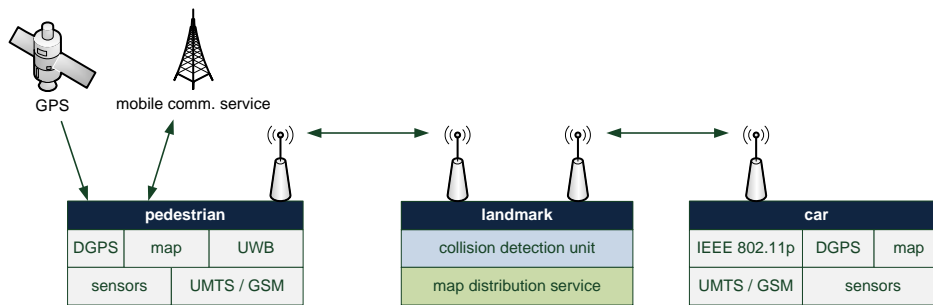 GPS
mobile comm. service
pedestrian
landmark
car
DGPS map UWB
collision detection unit
IEEE 802.11p DGPS map
sensors UMTS / GSM
map distribution service
UMTS / GSM sensors